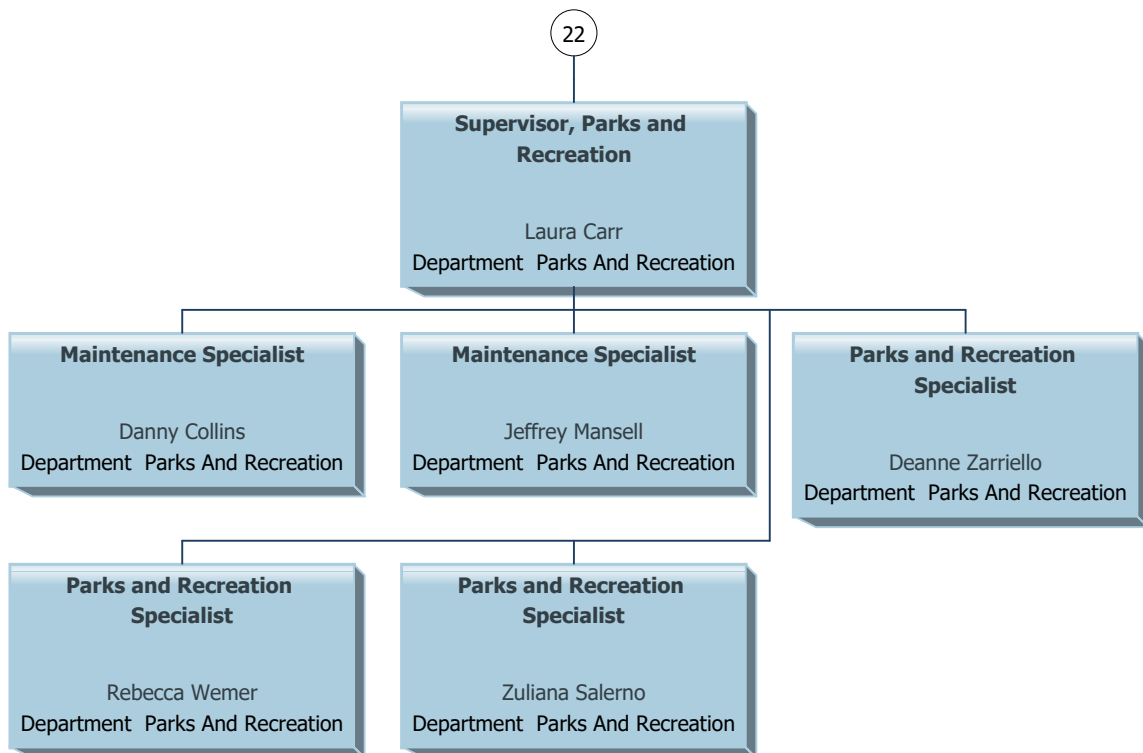 22
Supervisor, Parks and
Recreation
Laura Carr
Department  Parks And Recreation
Maintenance Specialist
Danny Collins
Department  Parks And Recreation
Maintenance Specialist
Jeffrey Mansell
Department  Parks And Recreation
Parks and Recreation
Specialist
Deanne Zarriello
Department  Parks And Recreation
Parks and Recreation
Specialist
Rebecca Wemer
Department  Parks And Recreation
Parks and Recreation
Specialist
Zuliana Salerno
Department  Parks And Recreation